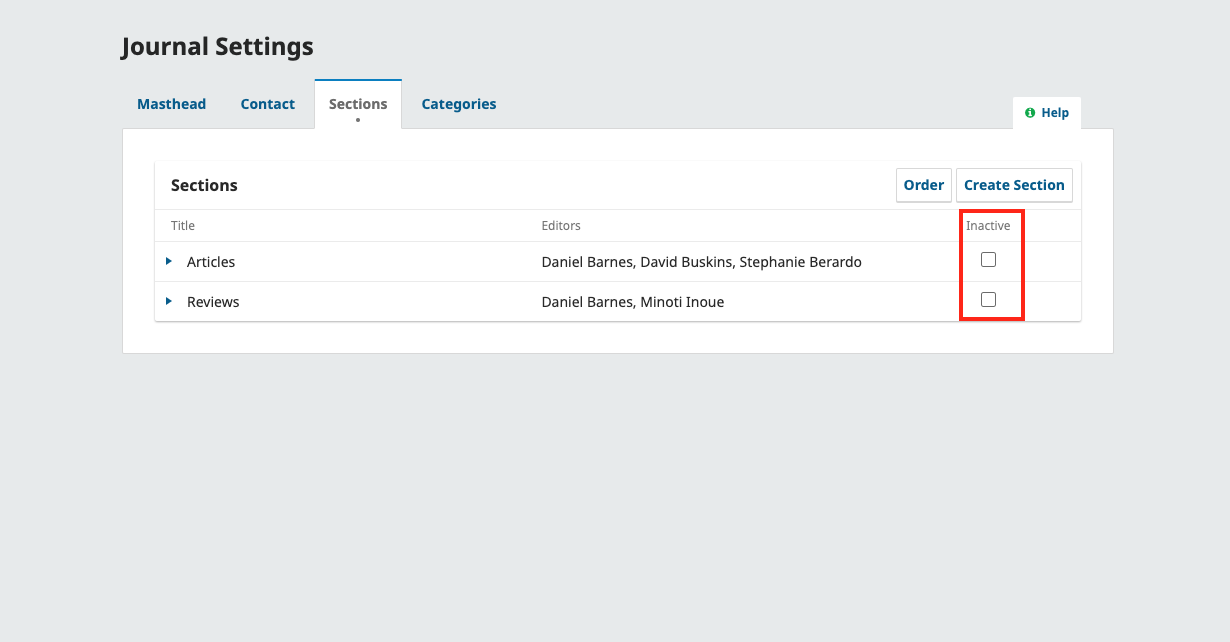 Journal Settings
Masthead Contact Sections Categories
Help
Sections Order Create Section
Title Editors Inactive
Articles Daniel Barnes, David Buskins, Stephanie Berardo
Reviews Daniel Barnes, Minoti Inoue